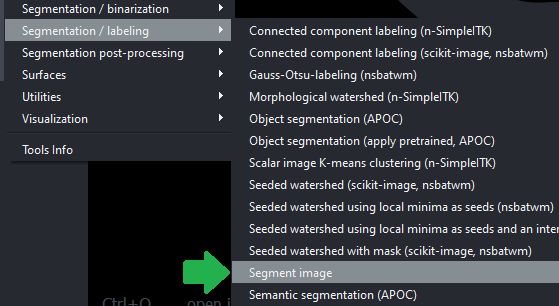 Segmentation / binarization
Segmentation / labeling
Segmentation post-processing
Surfaces
Utilities
Visualization
Tools Info
Connected component labeling (n-SimpleITK)
Connected component labeling (scikit-image, nsbatwm)
Gauss-Otsu-labeling (nsbatwm)
Morphological watershed (n-SimpleITK)
Object segmentation (APOC)
Object segmentation (apply pretrained, APOC)
Scalar image K-means clustering (n-SimpleITK)
Seeded watershed (scikit-image, nsbatwm)
Seeded watershed using local minima as seeds (nsbatwm)
Seeded watershed using local minima as seeds and an inter
Seeded watershed with mask (scikit-image, nsbatwm)
Segment image
Semantic segmentation (APOC)
Ctrl+O open i